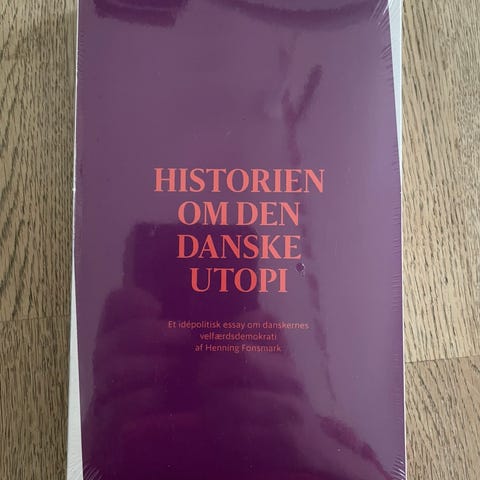 HISTORIEN
OM DEN
DANSKE
UTOPI
Et idépolitisk essay om danskernes
velfærdsdemokrati
af Henning Fonsmark